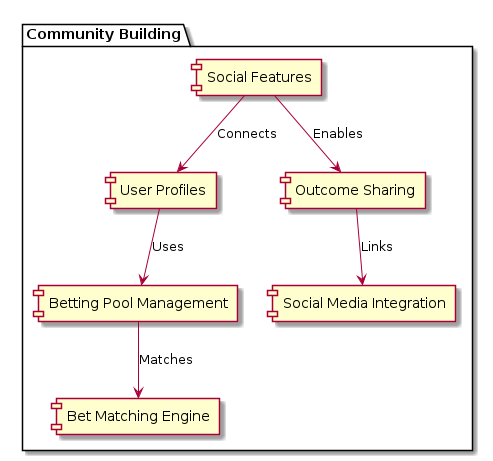 Community Building
Social Features
Connects
Enables
User Profiles
Outcome Sharing
Uses
Links
Betting Pool Management
Social Media Integration
Matches
Bet Matching Engine